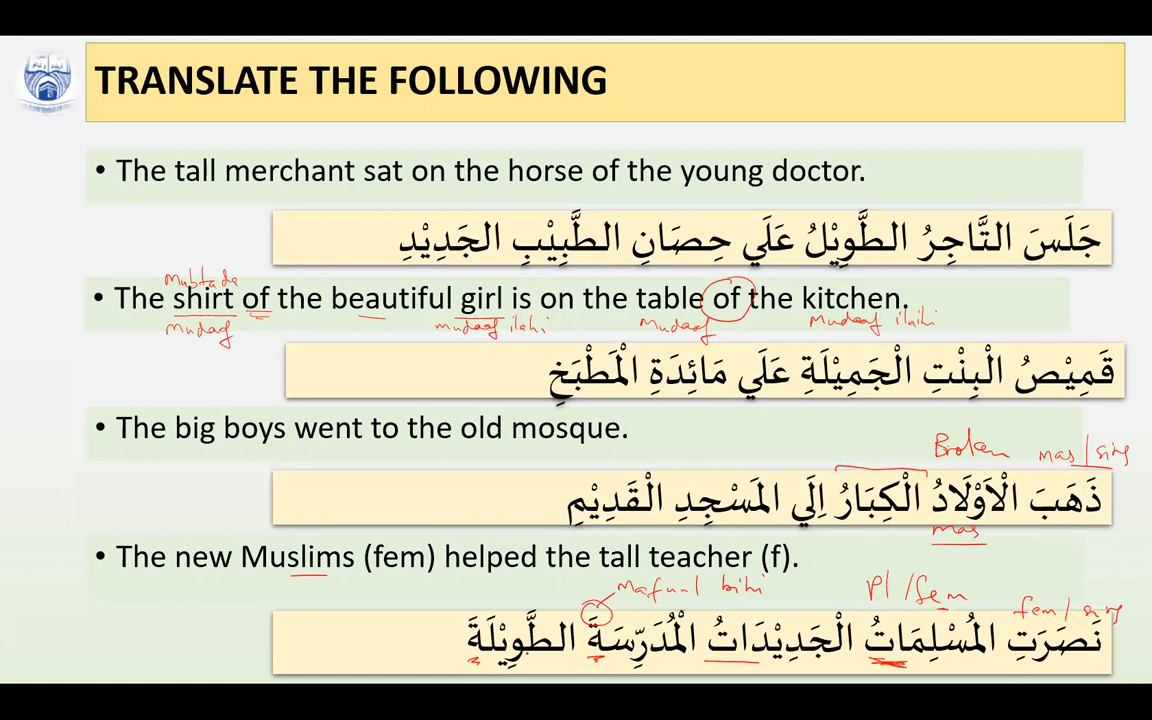 TRANSLATE THE FOLLOWING
• The tall merchant sat on the horse of the young doctor.
جَلَسَ التَّاجِرُ الطَّوِيْلُ عَلَي حِصَانِ الطَّبِيْبِ الجَدِيْدِ
Mubtada
• The shirt of the beautiful girl is on the table of the kitchen.
Mudaaf mudaaf ilahi Mudaaf Mudaaf ilaihi
قَمِيْصُ الْبِنْتِ الْجَمِيْلَةِ عَلَي مَائِدَةِ الْمَطْبَخِ
• The big boys went to the old mosque.
Broken mas/sing
ذَهَبَ الْاَوْلَادُ الْكِبَارُ اِلَي المَسْجِدِ الْقَدِيْمِ
mas
• The new Muslims (fem) helped the tall teacher (f).
Mafuul bihi Pl/fem fem/sing
نَصَرَتِ المُسْلِمَاتُ الْجَدِيْدَاتُ الْمُدَرِّسَةَ الطَّوِيْلَةَ